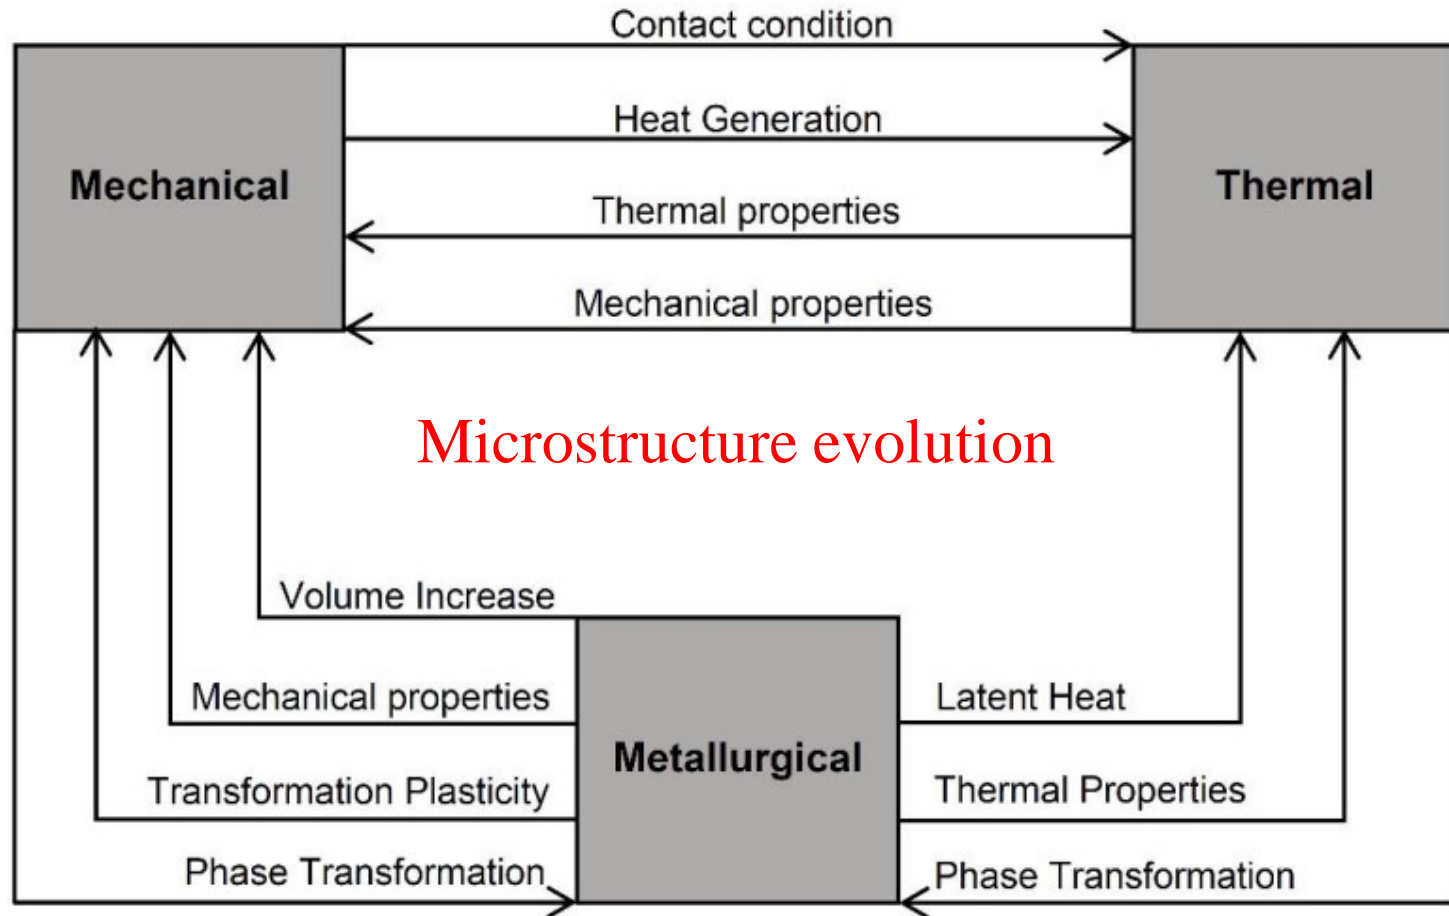 Contact condition
Heat Generation
Mechanical
Thermal
Thermal properties
Mechanical properties
Microstructure evolution
Volume Increase
Mechanical properties
Latent Heat
Metallurgical
Transformation Plasticity
Thermal Properties
Phase Transformation
Phase Transformation